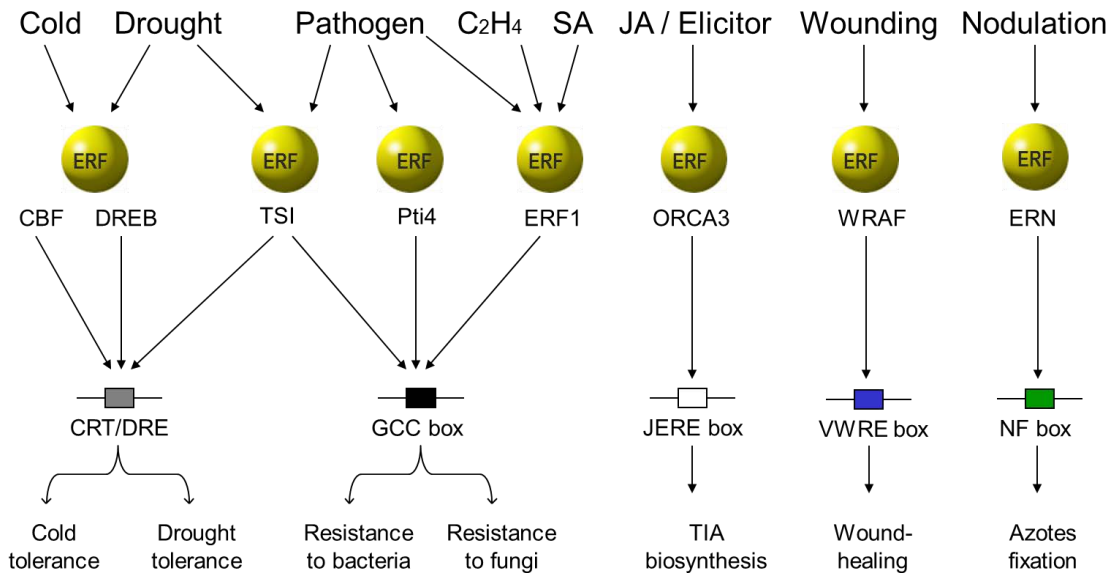 Cold Drought Pathogen C₂H₄ SA JA / Elicitor Wounding Nodulation
ERF ERF ERF ERF ERF ERF ERF
CBF DREB TSI Pti4 ERF1 ORCA3 WRAF ERN
CRT/DRE GCC box JERE box VWRE box NF box
Cold Drought Resistance Resistance TIA Wound- Azotes
tolerance tolerance to bacteria to fungi biosynthesis healing fixation